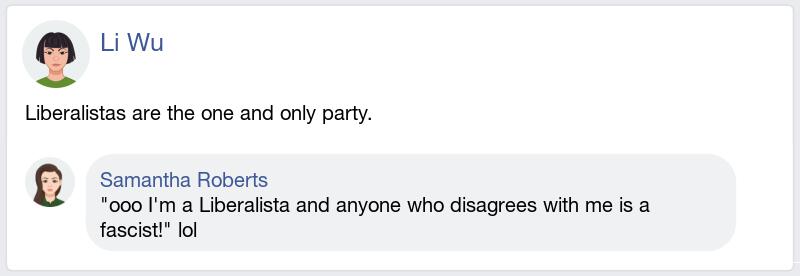 Li Wu
Liberalistas are the one and only party.
Samantha Roberts
"ooo I'm a Liberalista and anyone who disagrees with me is a
fascist!" lol